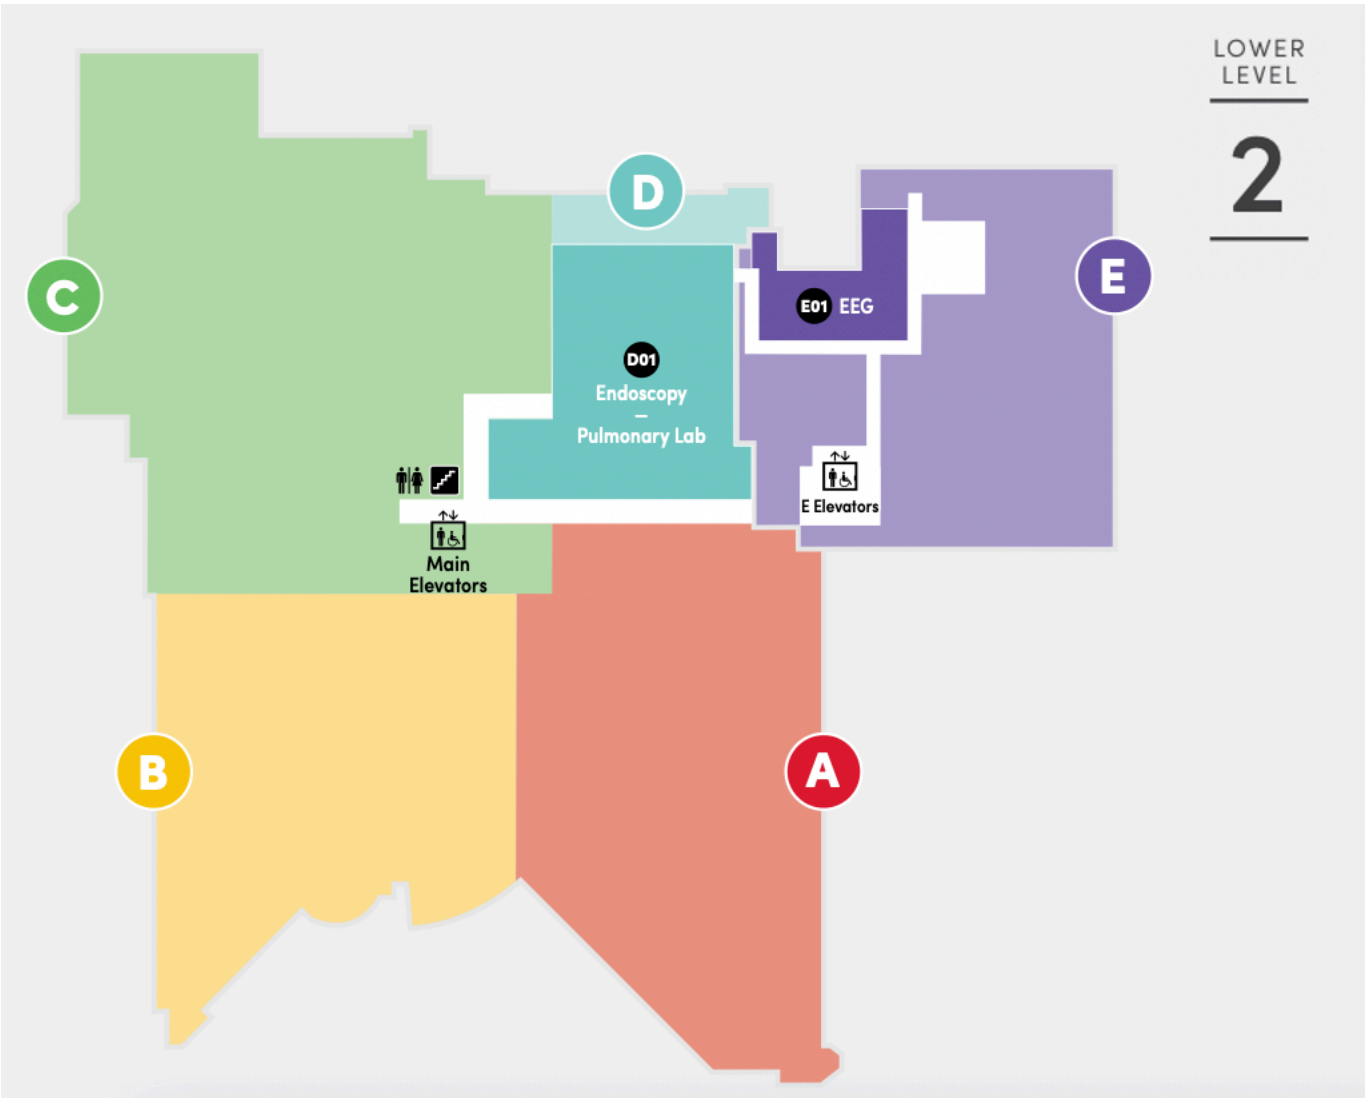 LOWER
LEVEL
2
D
C
E
E01 EEG
D01
Endoscopy
–
Pulmonary Lab
E Elevators
Main
Elevators
B
A